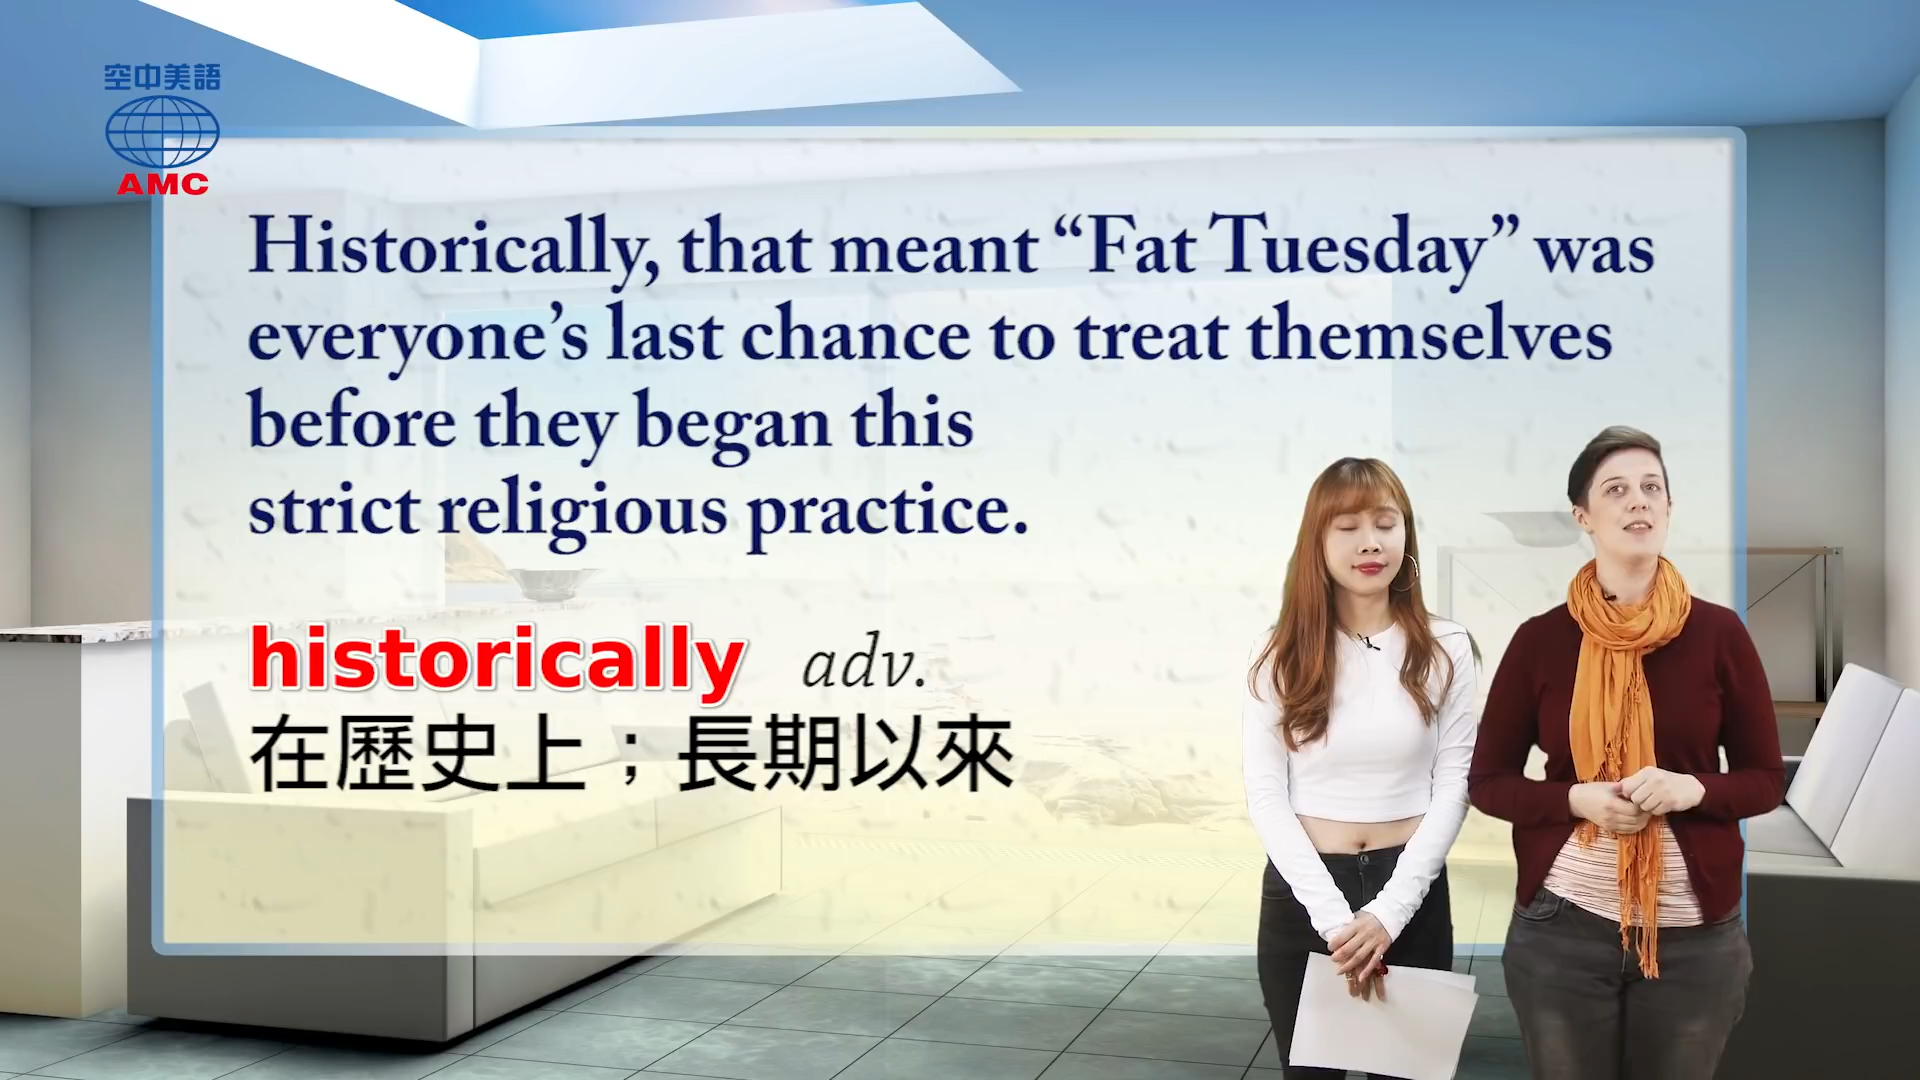 空中美語
AMC
Historically, that meant “Fat Tuesday” was
everyone’s last chance to treat themselves
before they began this
strict religious practice.
historically adv.
在歷史上；長期以來